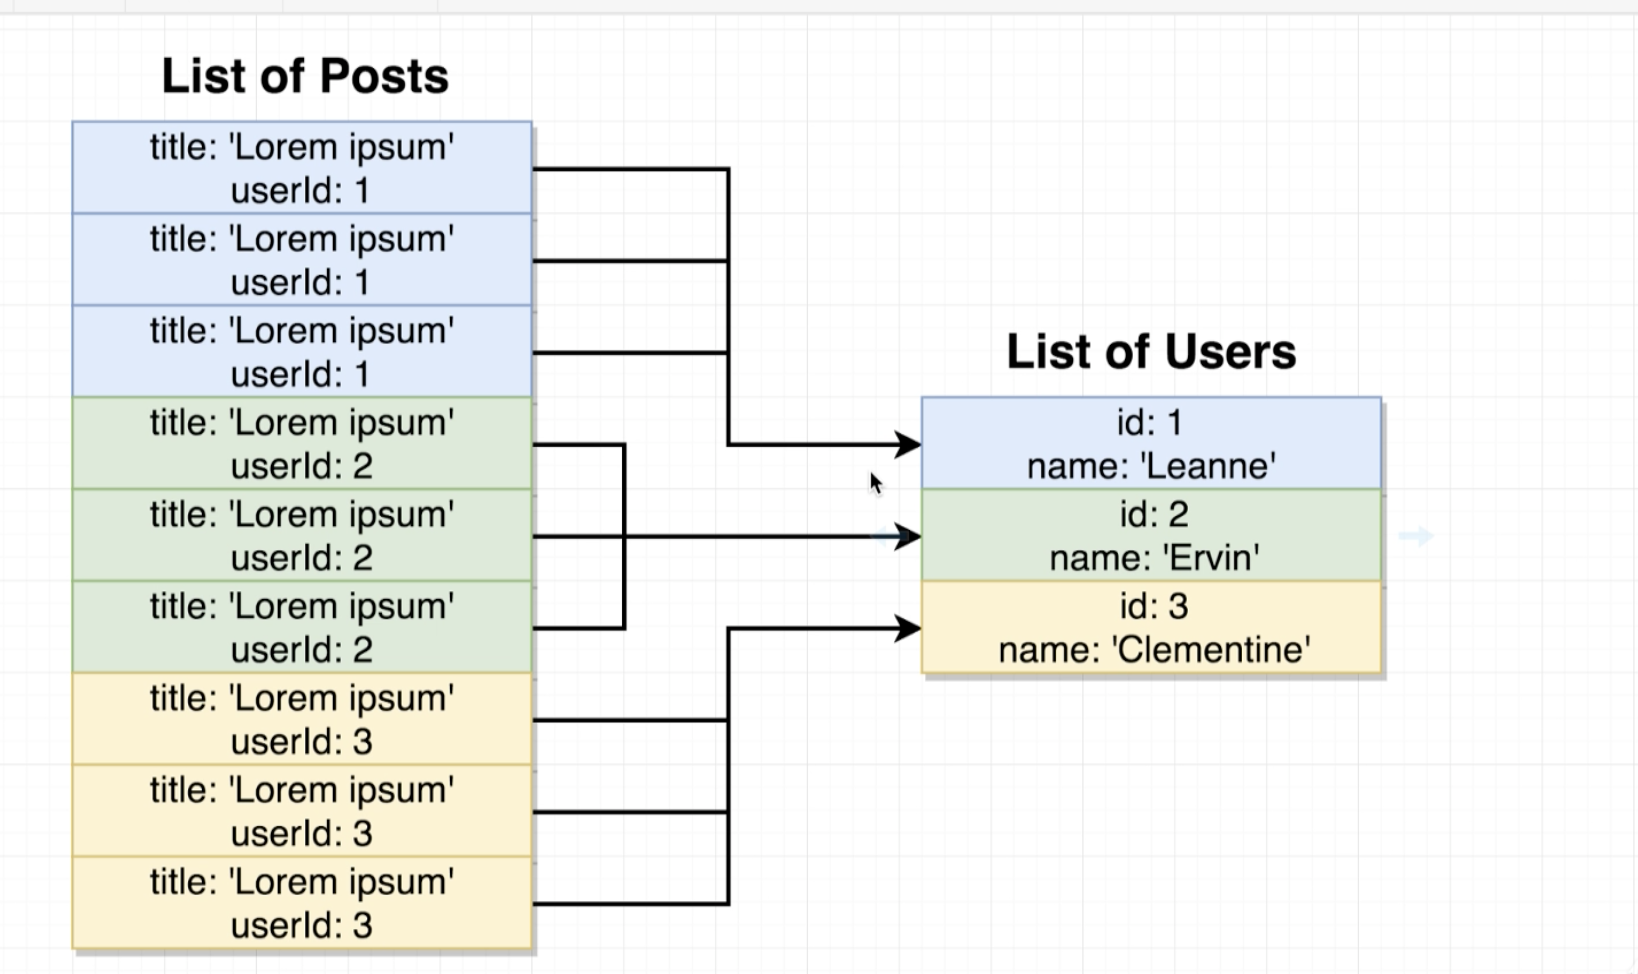 List of Posts
title: 'Lorem ipsum'
userId: 1
title: 'Lorem ipsum'
userId: 1
title: 'Lorem ipsum'
userId: 1
title: 'Lorem ipsum'
userId: 2
title: 'Lorem ipsum'
userId: 2
title: 'Lorem ipsum'
userId: 2
title: 'Lorem ipsum'
userId: 3
title: 'Lorem ipsum'
userId: 3
title: 'Lorem ipsum'
userId: 3
List of Users
id: 1
name: 'Leanne'
id: 2
name: 'Ervin'
id: 3
name: 'Clementine'